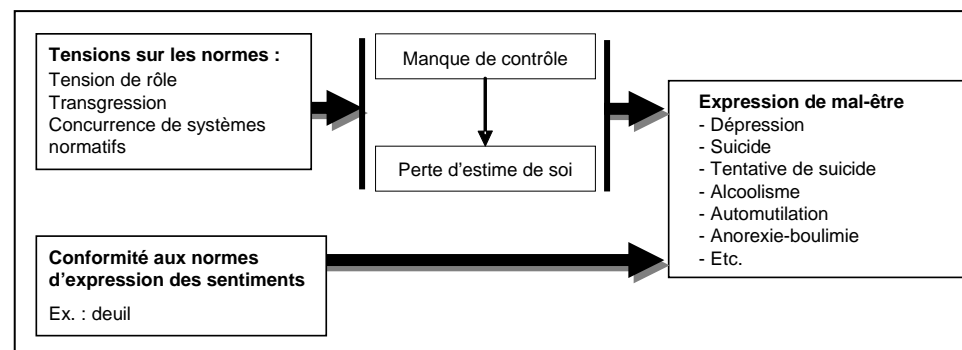 Tensions sur les normes :
Tension de rôle
Transgression
Concurrence de systèmes
normatifs
Manque de contrôle
Perte d'estime de soi
Expression de mal-être
- Dépression
- Suicide
- Tentative de suicide
- Alcoolisme
- Automutilation
- Anorexie-boulimie
- Etc.
Conformité aux normes
d’expression des sentiments
Ex. : deuil